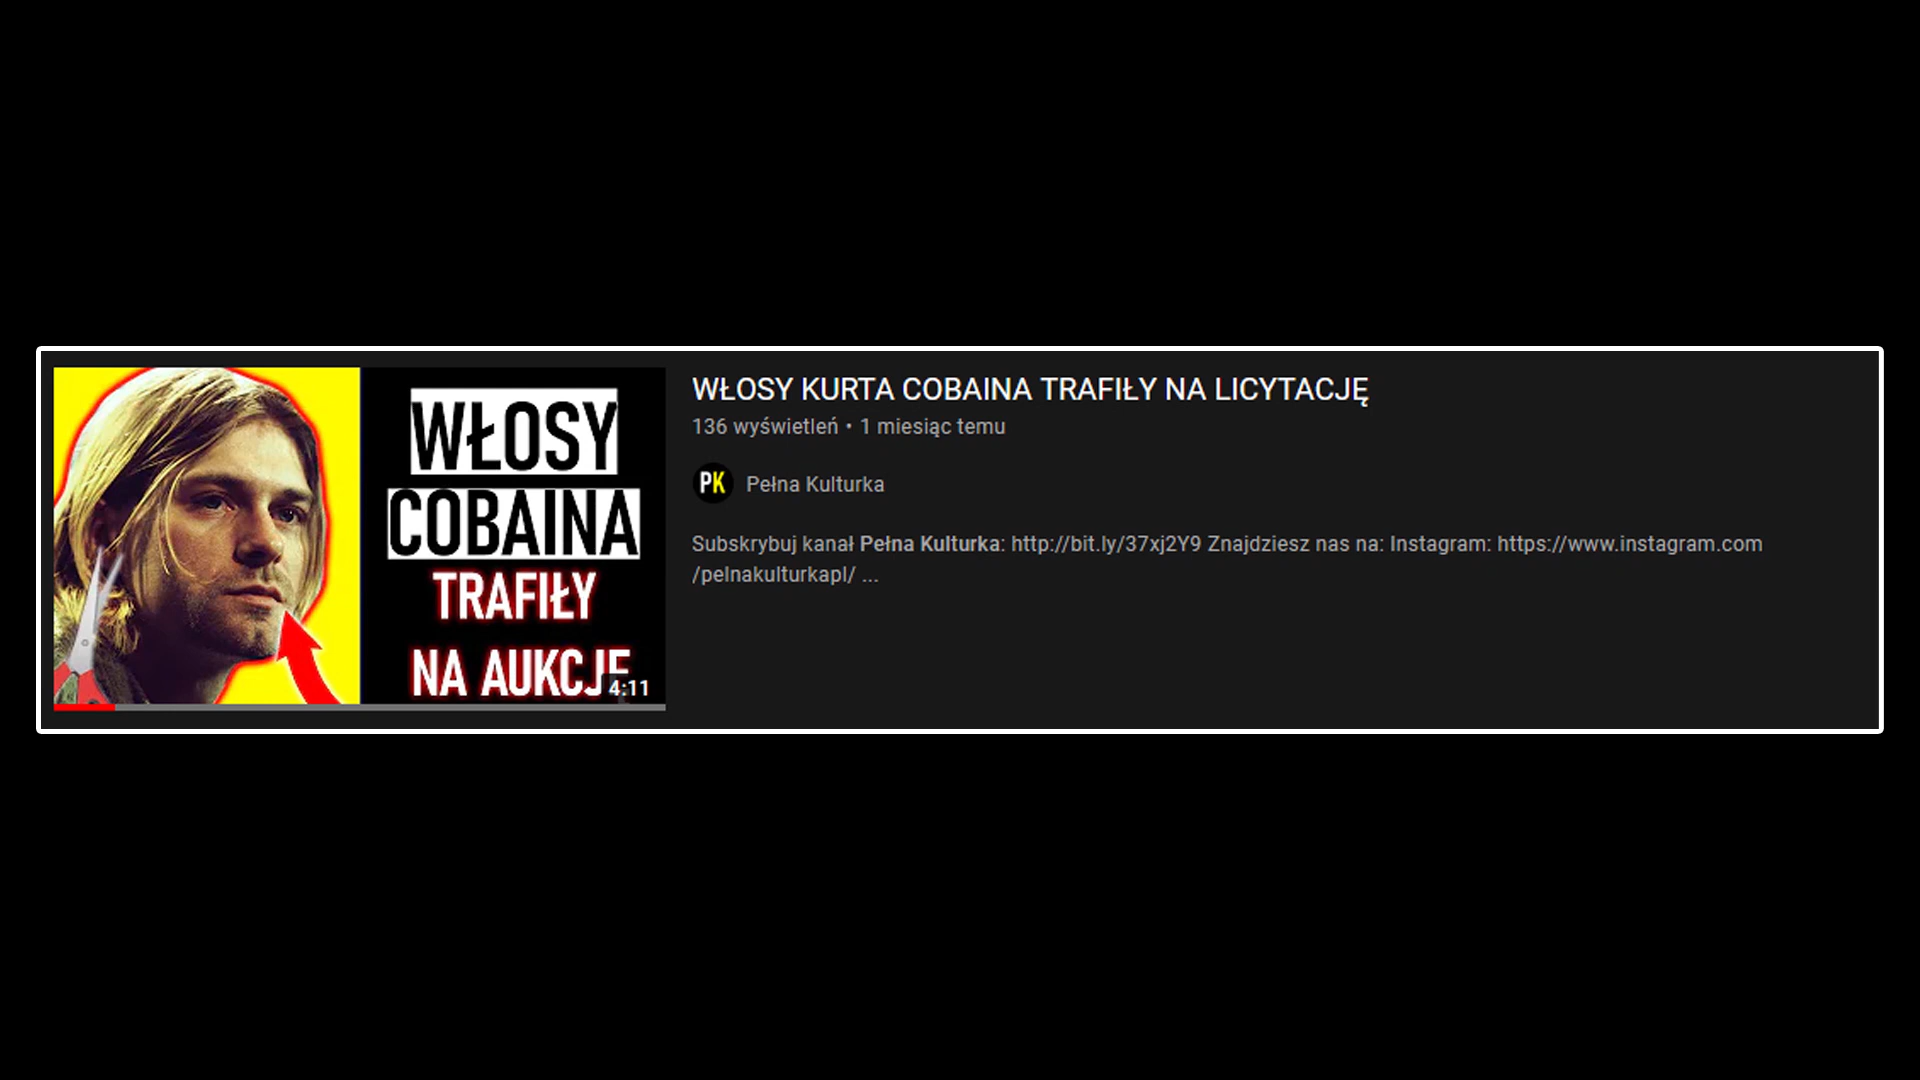 WŁOSY
COBAINA
TRAFIŁY
NA AUKCJĘ
4:11
WŁOSY KURTA COBAINA TRAFIŁY NA LICYTACJĘ
136 wyświetleń • 1 miesiąc temu
PK
Pełna Kulturka
Subskrybuj kanał Pełna Kulturka: http://bit.ly/37xj2Y9 Znajdziesz nas na: Instagram: https://www.instagram.com
/pelnakulturkapl/ ...